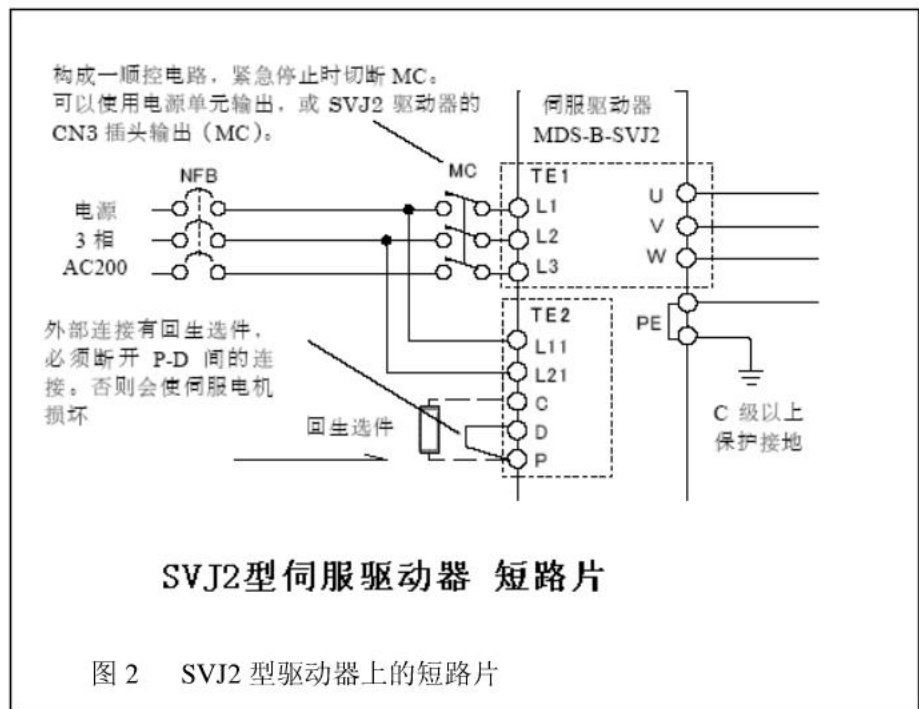 构成一顺控电路，紧急停止时切断 MC。
可以使用电源单元输出，或 SVJ2 驱动器的
CN3 插头输出（MC）。
伺服驱动器
MDS-B-SVJ2
NFB
MC
TE1
电源
3 相
AC200
L1
L2
L3
U
V
W
PE
TE2
L11
L21
C
D
P
外部连接有回生选件，
必须断开 P-D 间的连
接。否则会使伺服电机
损坏
回生选件
C 级以上
保护接地
SVJ2型伺服驱动器 短路片
图 2 SVJ2 型驱动器上的短路片